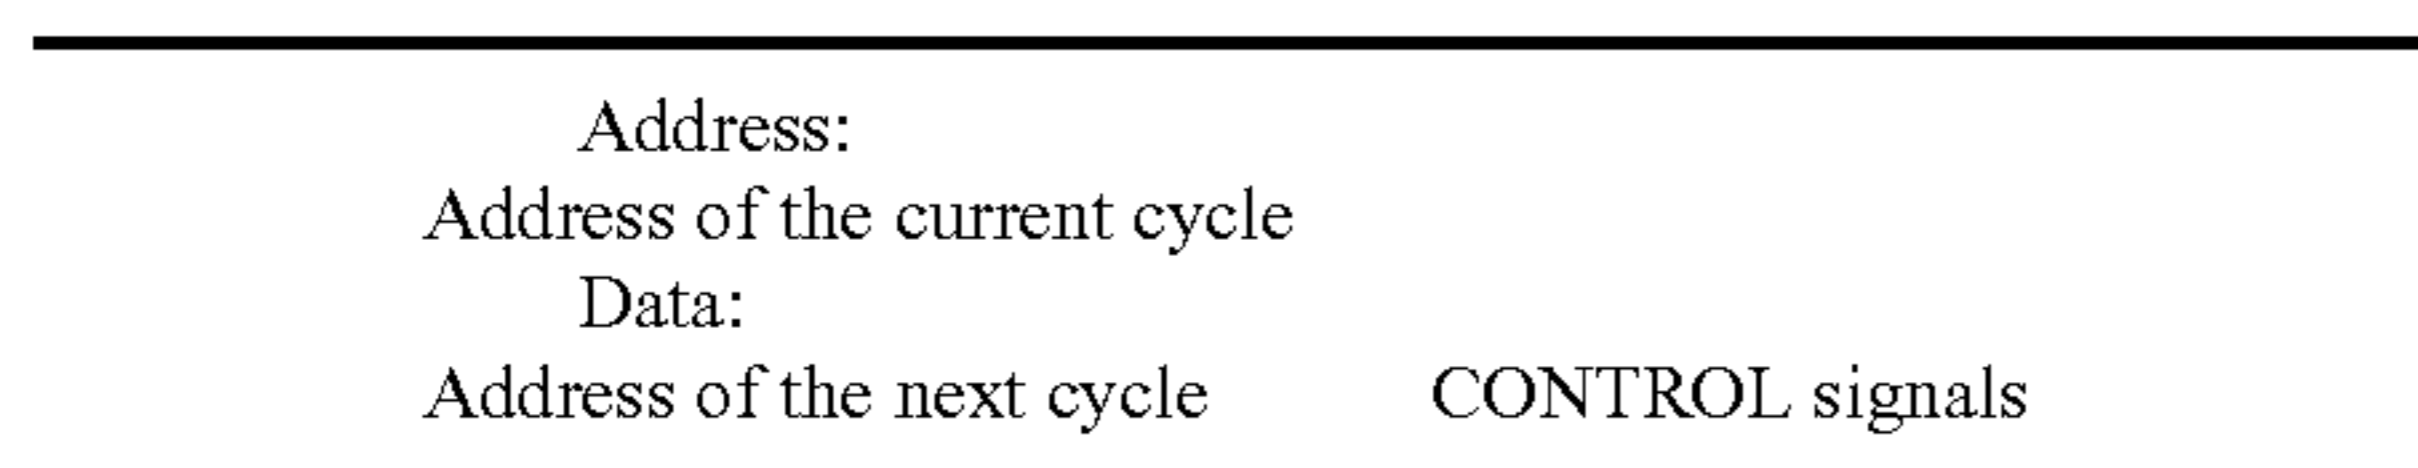 Address:
Address of the current cycle
Data:
Address of the next cycle CONTROL signals